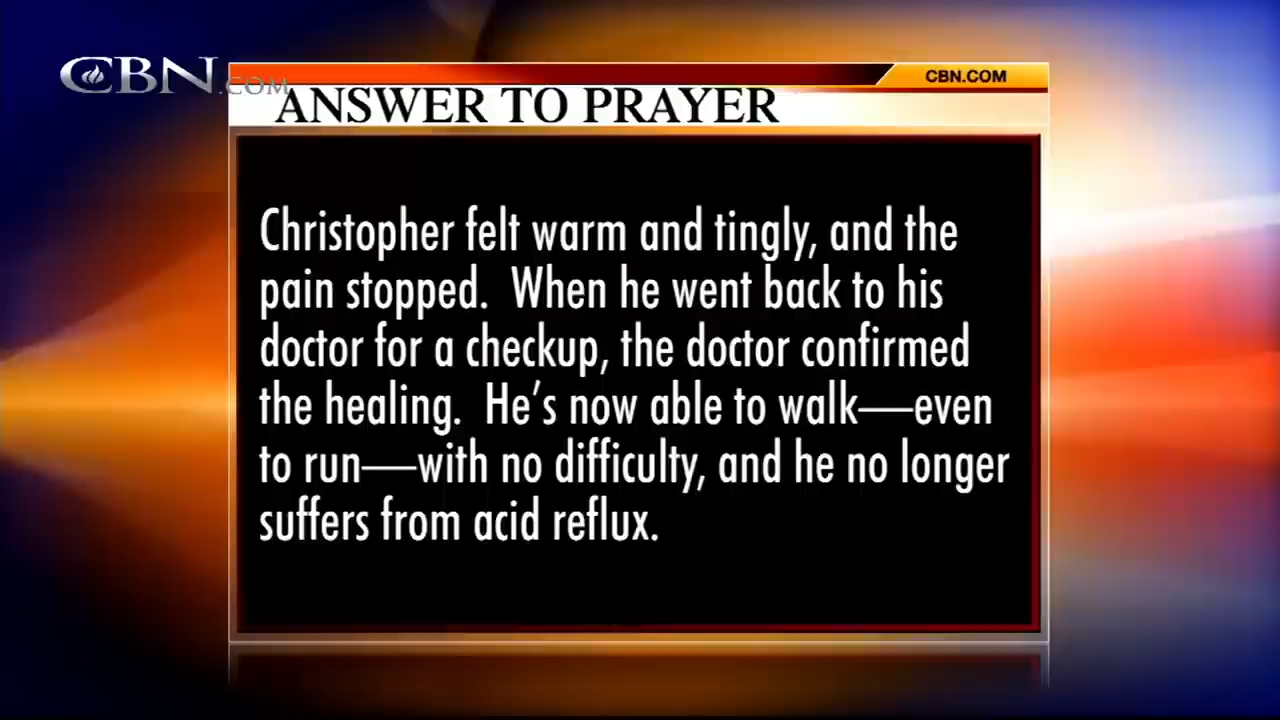 CBN.COM
CBN.COM
ANSWER TO PRAYER
Christopher felt warm and tingly, and the
pain stopped.  When he went back to his
doctor for a checkup, the doctor confirmed
the healing.  He’s now able to walk—even
to run—with no difficulty, and he no longer
suffers from acid reflux.